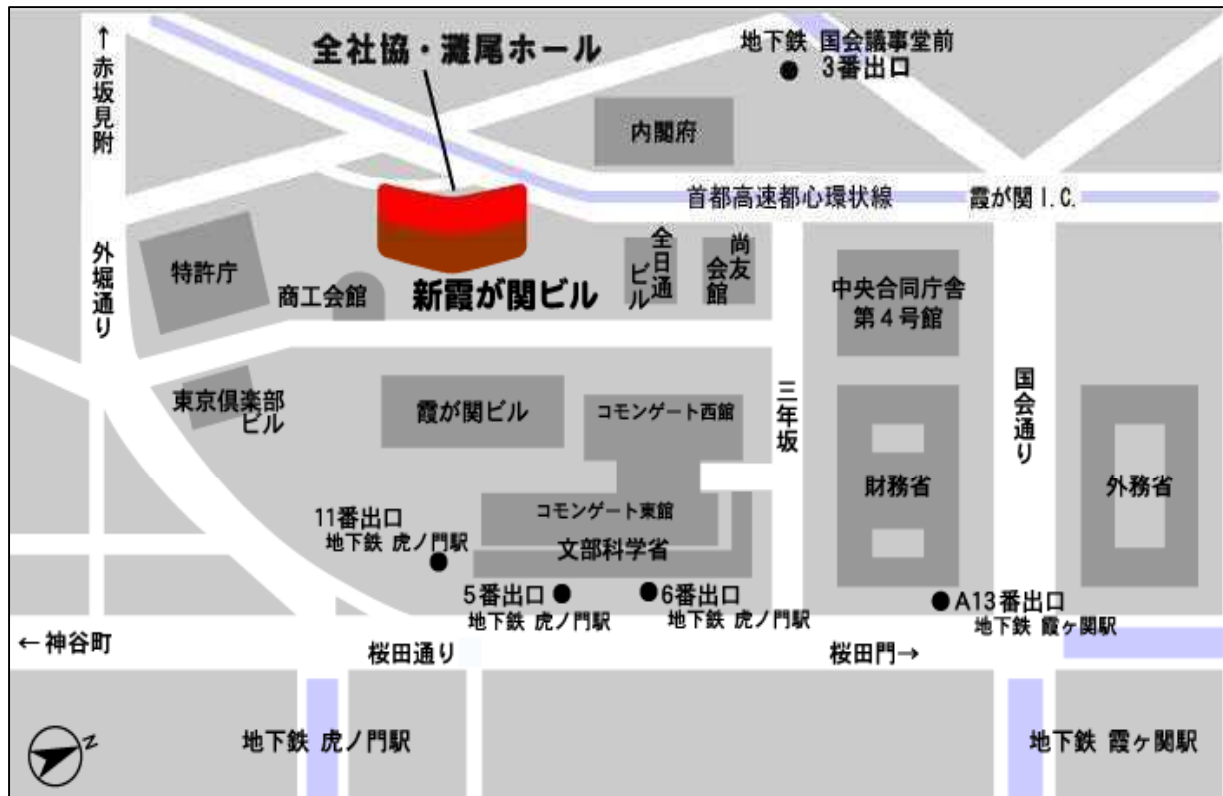 ↑赤坂見附
全社協・灘尾ホール
地下鉄 国会議事堂前
3番出口
内閣府
首都高速都心環状線
霞が関 I.C.
外堀通り
特許庁
商工会館
新霞が関ビル
全日通
ビル
尚友
会館
中央合同庁舎
第4号館
東京倶楽部
ビル
霞が関ビル
コモンゲート西館
三年坂
国会通り
財務省
外務省
コモンゲート東館
文部科学省
11番出口
地下鉄 虎ノ門駅
5番出口
地下鉄 虎ノ門駅
6番出口
地下鉄 虎ノ門駅
A13番出口
地下鉄 霞ヶ関駅
←神谷町
桜田通り
桜田門→
地下鉄 虎ノ門駅
地下鉄 霞ヶ関駅
N